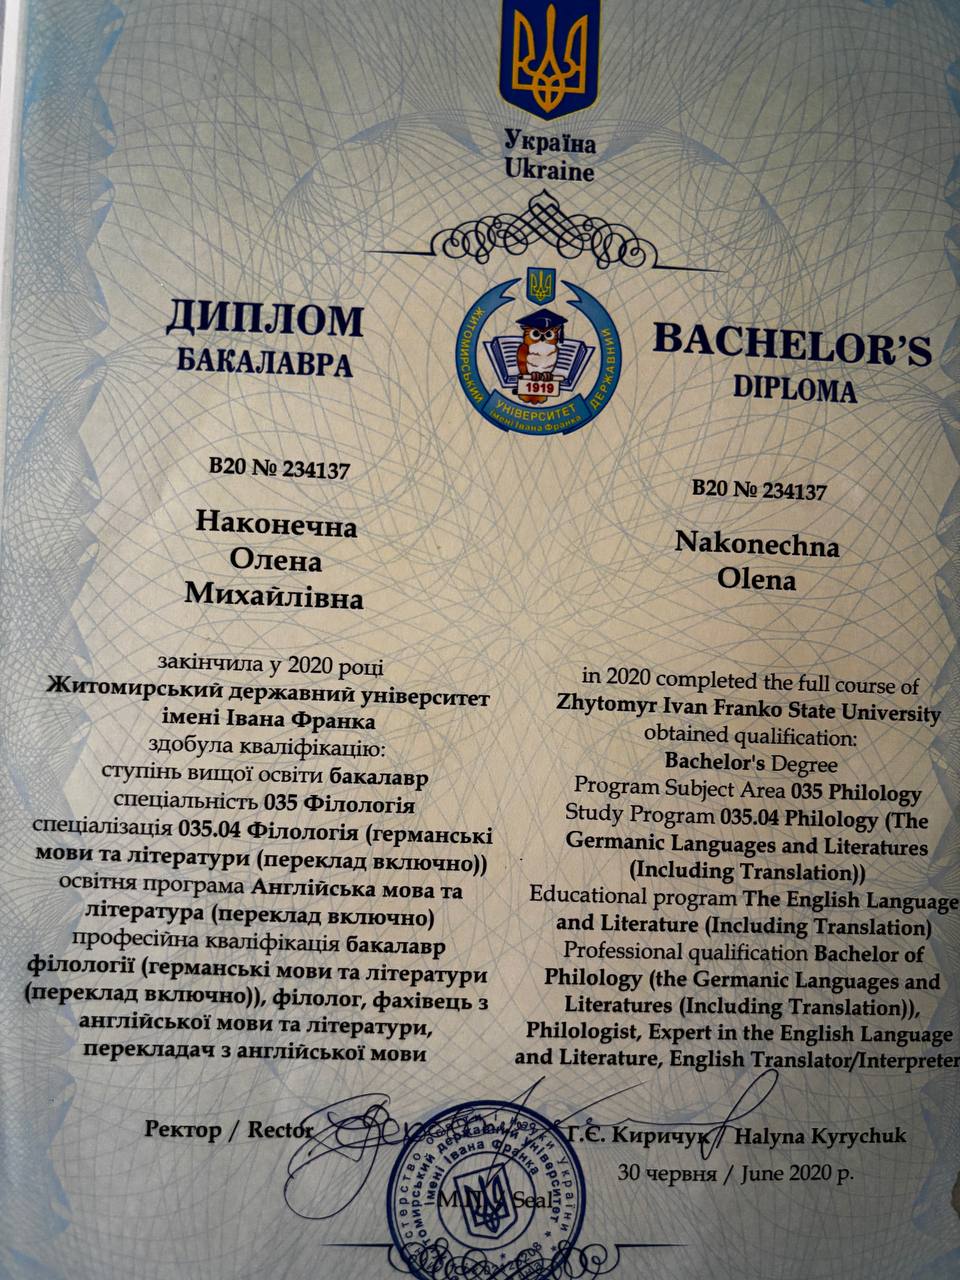 Україна
Ukraine
ДИПЛОМ
БАКАЛАВРА
ЖИТОМИРСЬКИЙ ДЕРЖАВНИЙ
1919
УНІВЕРСИТЕТ
імені Івана Франка
BACHELOR'S
DIPLOMA
В20 № 234137
Наконечна
Олена
Михайлівна
закінчила у 2020 році
Житомирський державний університет
імені Івана Франка
здобула кваліфікацію:
ступінь вищої освіти бакалавр
спеціальність 035 Філологія
спеціалізація 035.04 Філологія (германські
мови та літератури (переклад включно))
освітня програма Англійська мова та
література (переклад включно)
професійна кваліфікація бакалавр
філології (германські мови та літератури
(переклад включно)), філолог, фахівець з
англійської мови та літератури,
перекладач з англійської мови
B20 № 234137
Nakonechna
Olena
in 2020 completed the full course of
Zhytomyr Ivan Franko State University
obtained qualification:
Bachelor's Degree
Program Subject Area 035 Philology
Study Program 035.04 Philology (The
Germanic Languages and Literatures
(Including Translation))
Educational program The English Language
and Literature (Including Translation)
Professional qualification Bachelor of
Philology (the Germanic Languages and
Literatures (Including Translation)),
Philologist, Expert in the English Language
and Literature, English Translator/Interpreter
Ректор / Rector
Г.Є. Киричук / Halyna Kyrychuk
30 червня / June 2020 р.
Seal
державний університет
імені Івана Франка